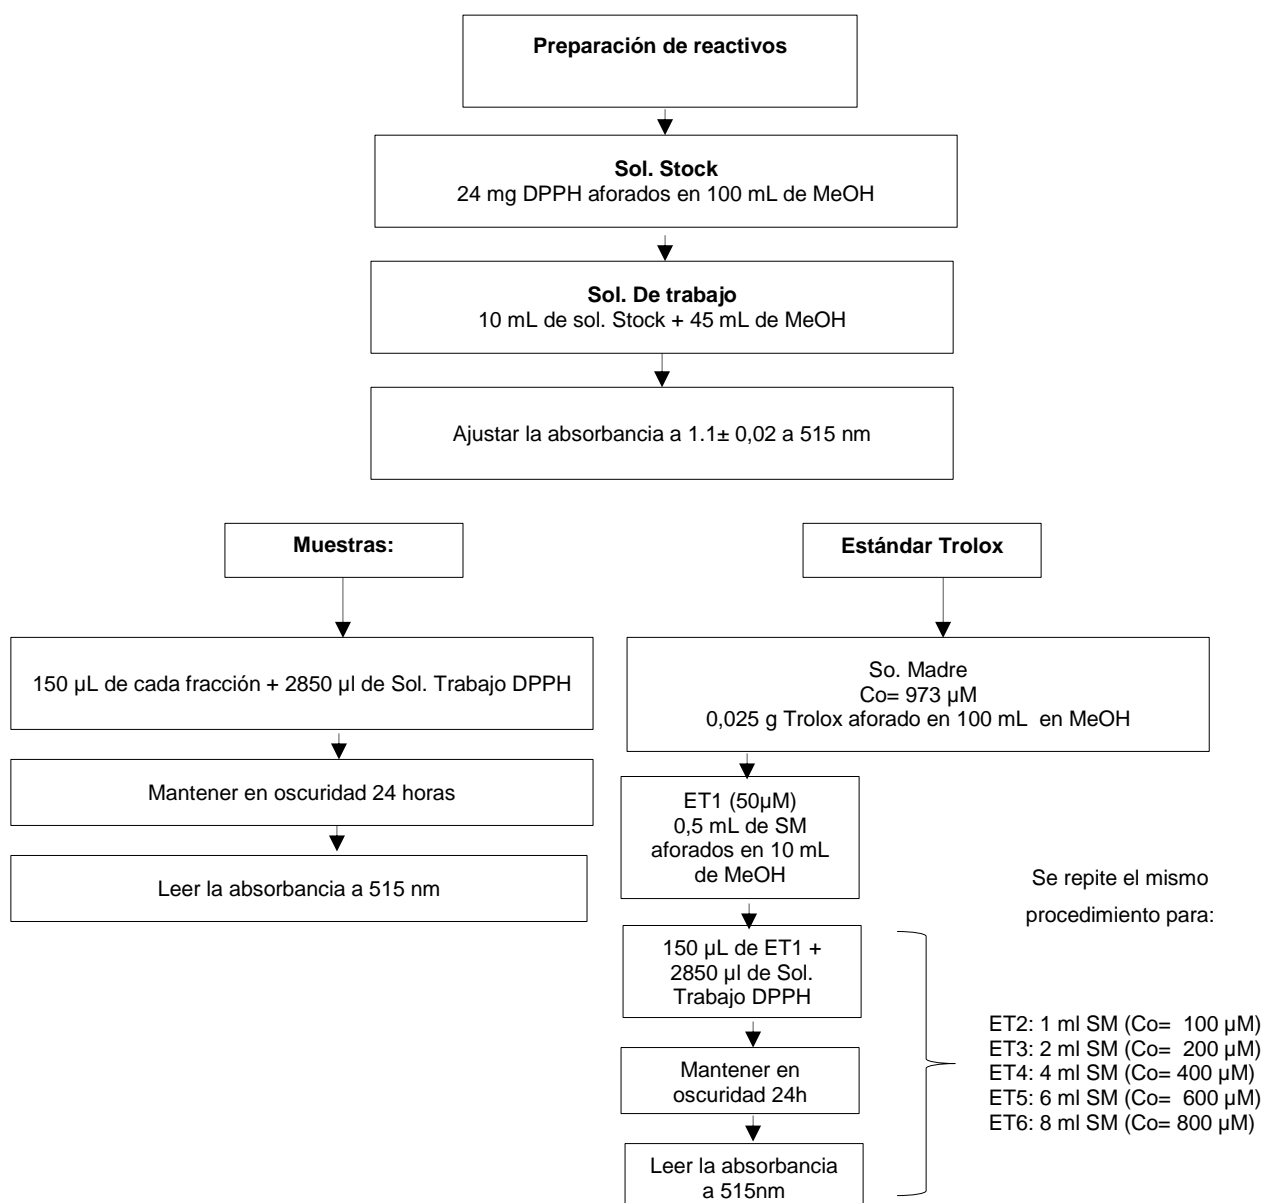 Preparación de reactivos
Sol. Stock
24 mg DPPH aforados en 100 mL de MeOH
Sol. De trabajo
10 mL de sol. Stock + 45 mL de MeOH
Ajustar la absorbancia a 1.1± 0,02 a 515 nm
Muestras:
150 µL de cada fracción + 2850 µl de Sol. Trabajo DPPH
Mantener en oscuridad 24 horas
Leer la absorbancia a 515 nm
Estándar Trolox
So. Madre
Co= 973 µM
0,025 g Trolox aforado en 100 mL en MeOH
ET1 (50µM)
0,5 mL de SM
aforados en 10 mL
de MeOH
150 µL de ET1 +
2850 µl de Sol.
Trabajo DPPH
Mantener en
oscuridad 24h
Leer la absorbancia
a 515nm
Se repite el mismo
procedimiento para:
ET2: 1 ml SM (Co= 100 µM)
ET3: 2 ml SM (Co= 200 µM)
ET4: 4 ml SM (Co= 400 µM)
ET5: 6 ml SM (Co= 600 µM)
ET6: 8 ml SM (Co= 800 µM)